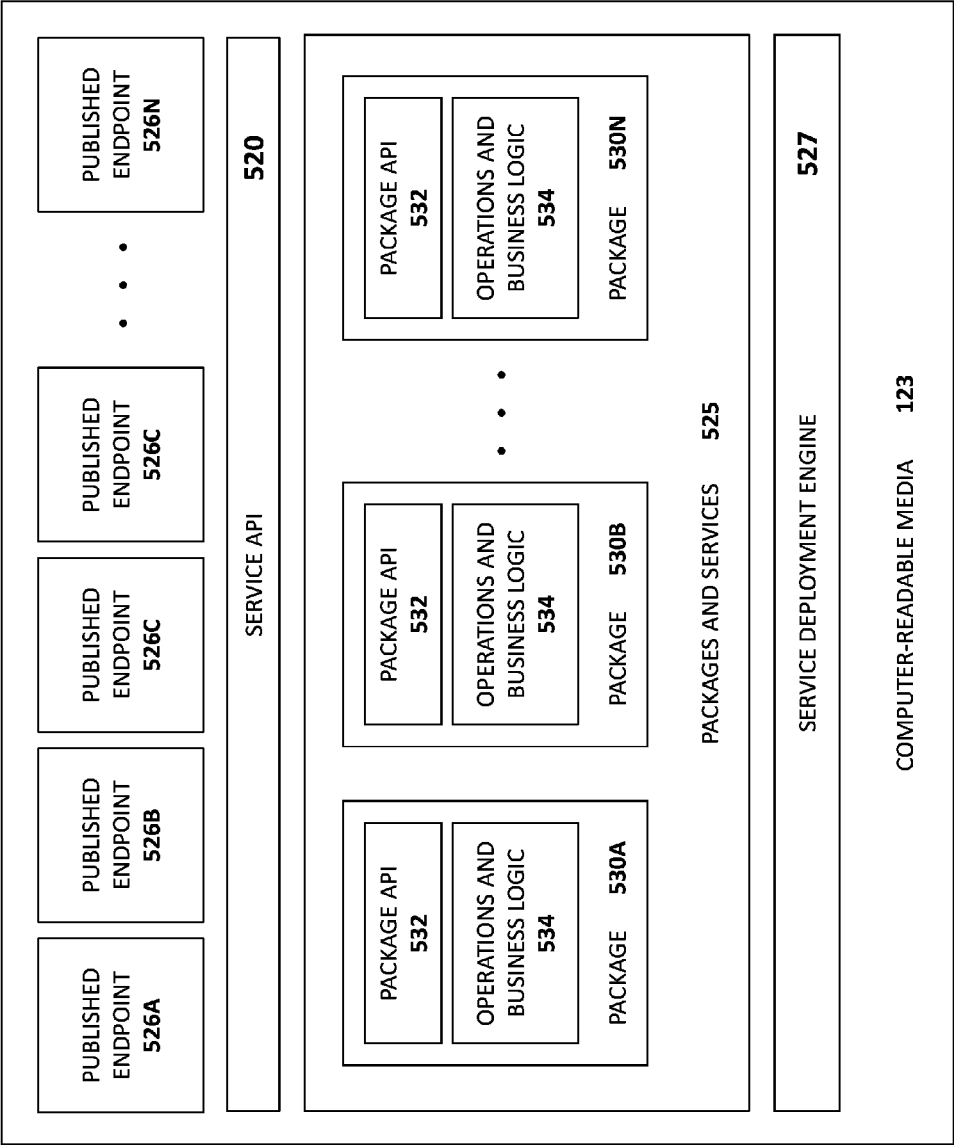 PUBLISHED
ENDPOINT
526A
PUBLISHED
ENDPOINT
526B
PUBLISHED
ENDPOINT
526C
PUBLISHED
ENDPOINT
526C
PUBLISHED
ENDPOINT
526N
SERVICE API 520
PACKAGE API
532
OPERATIONS AND
BUSINESS LOGIC
534
PACKAGE 530A
PACKAGE API
532
OPERATIONS AND
BUSINESS LOGIC
534
PACKAGE 530B
PACKAGE API
532
OPERATIONS AND
BUSINESS LOGIC
534
PACKAGE 530N
PACKAGES AND SERVICES 525
SERVICE DEPLOYMENT ENGINE 527
COMPUTER-READABLE MEDIA 123